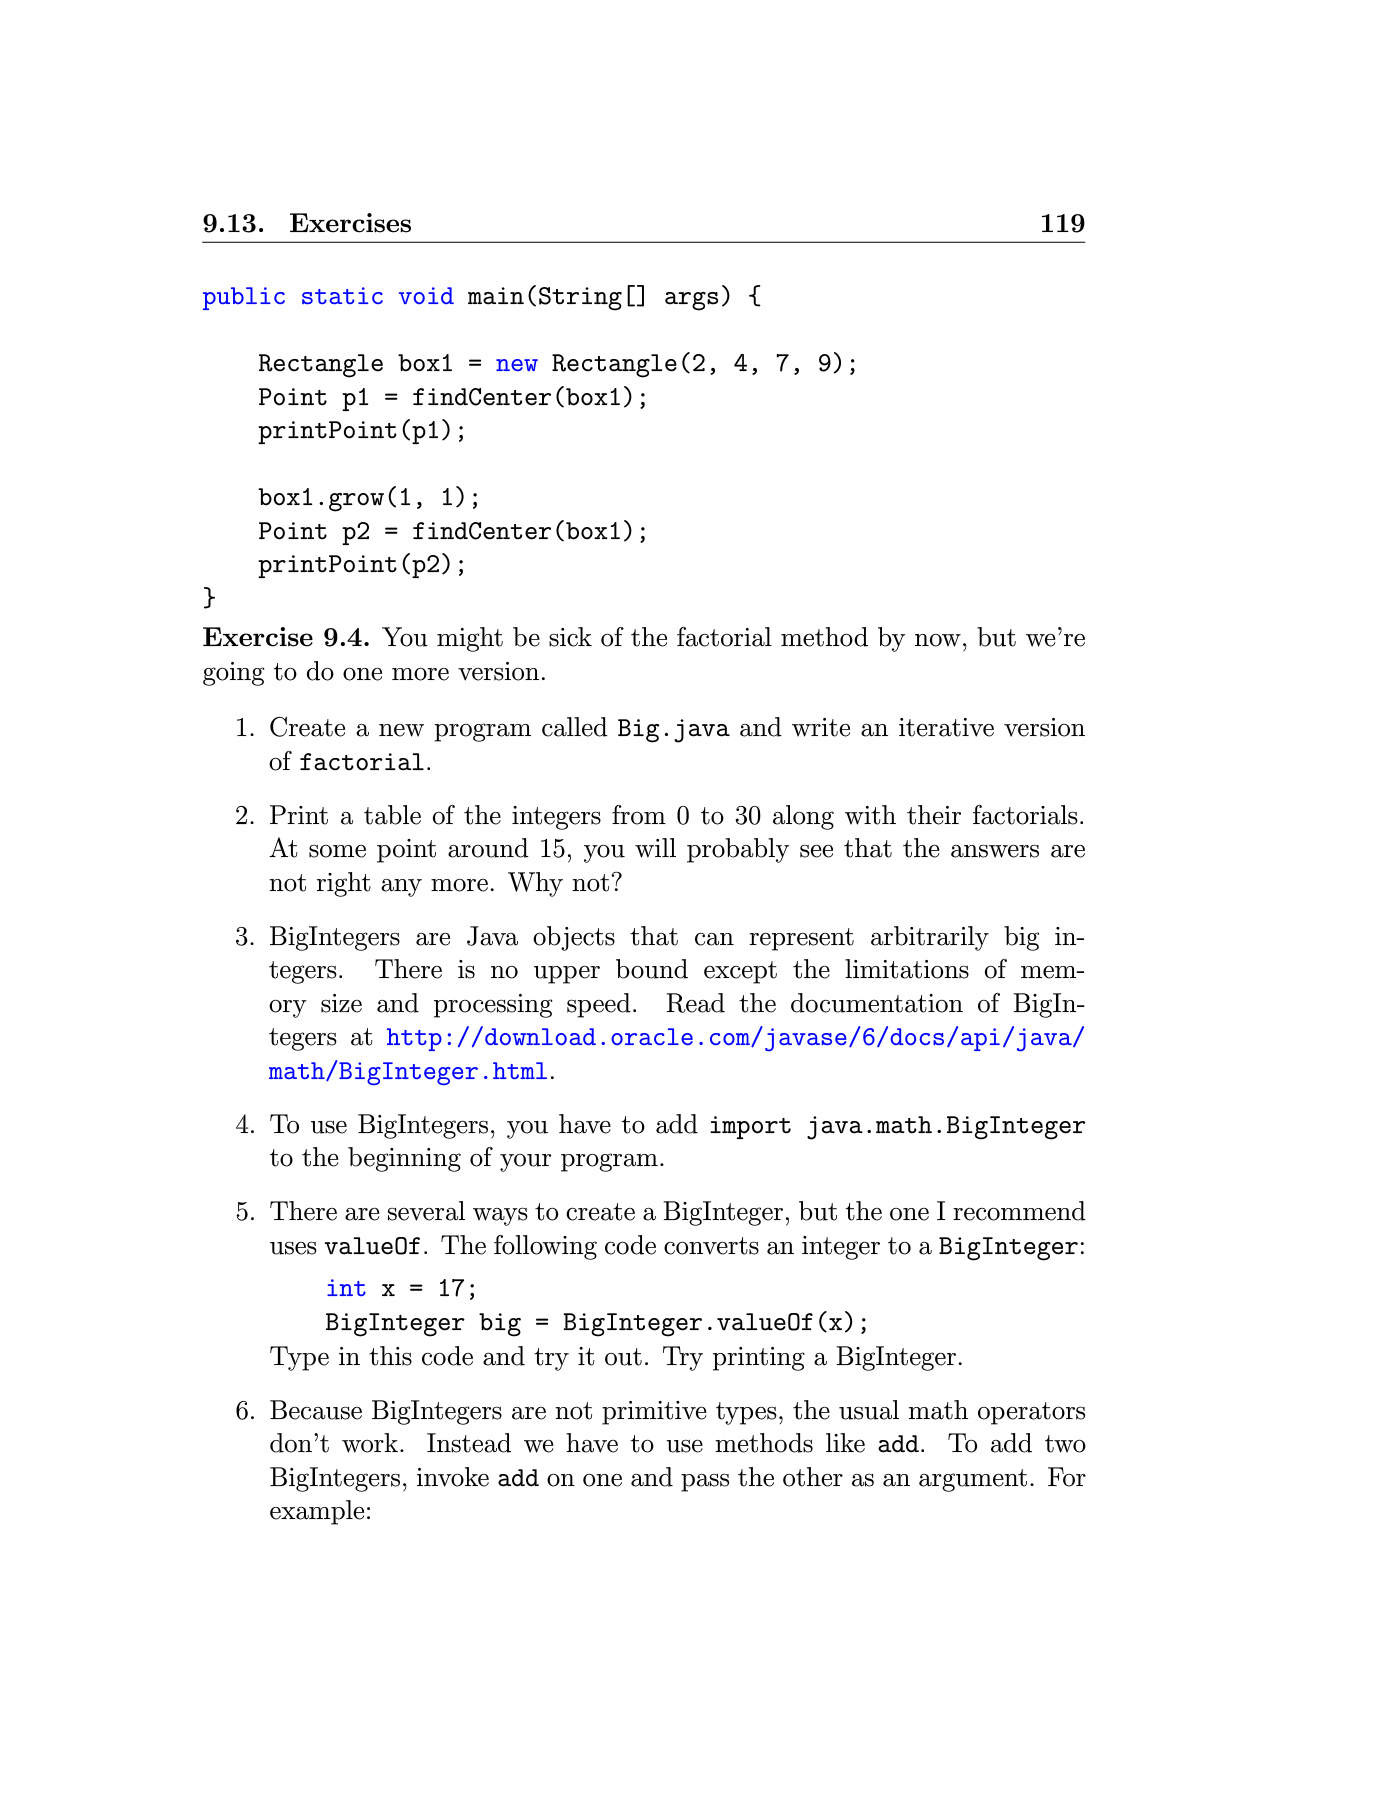 9.13. Exercises 119
public static void main(String[] args) {
Rectangle box1 = new Rectangle(2, 4, 7, 9);
Point p1 = findCenter(box1);
printPoint(p1);
box1.grow(1, 1);
Point p2 = findCenter(box1);
printPoint(p2);
}
Exercise 9.4. You might be sick of the factorial method by now, but we're
going to do one more version.
1. Create a new program called Big.java and write an iterative version
of factorial.
2. Print a table of the integers from 0 to 30 along with their factorials.
At some point around 15, you will probably see that the answers are
not right any more. Why not?
3. BigIntegers are Java objects that can represent arbitrarily big in-
tegers. There is no upper bound except the limitations of mem-
ory size and processing speed. Read the documentation of BigIn-
tegers at http://download.oracle.com/javase/6/docs/api/java/
math/BigInteger.html.
4. To use BigIntegers, you have to add import java.math.BigInteger
to the beginning of your program.
5. There are several ways to create a BigInteger, but the one I recommend
uses valueOf. The following code converts an integer to a BigInteger:
int x = 17;
BigInteger big = BigInteger.valueOf(x);
Type in this code and try it out. Try printing a BigInteger.
6. Because BigIntegers are not primitive types, the usual math operators
don't work. Instead we have to use methods like add. To add two
BigIntegers, invoke add on one and pass the other as an argument. For
example: